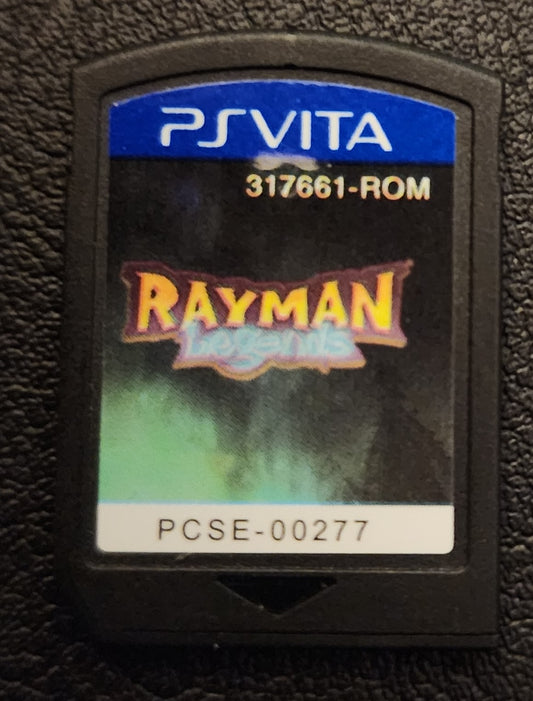 PSVITA
317661-ROM
RAYMAN
Legends
PCSE-00277